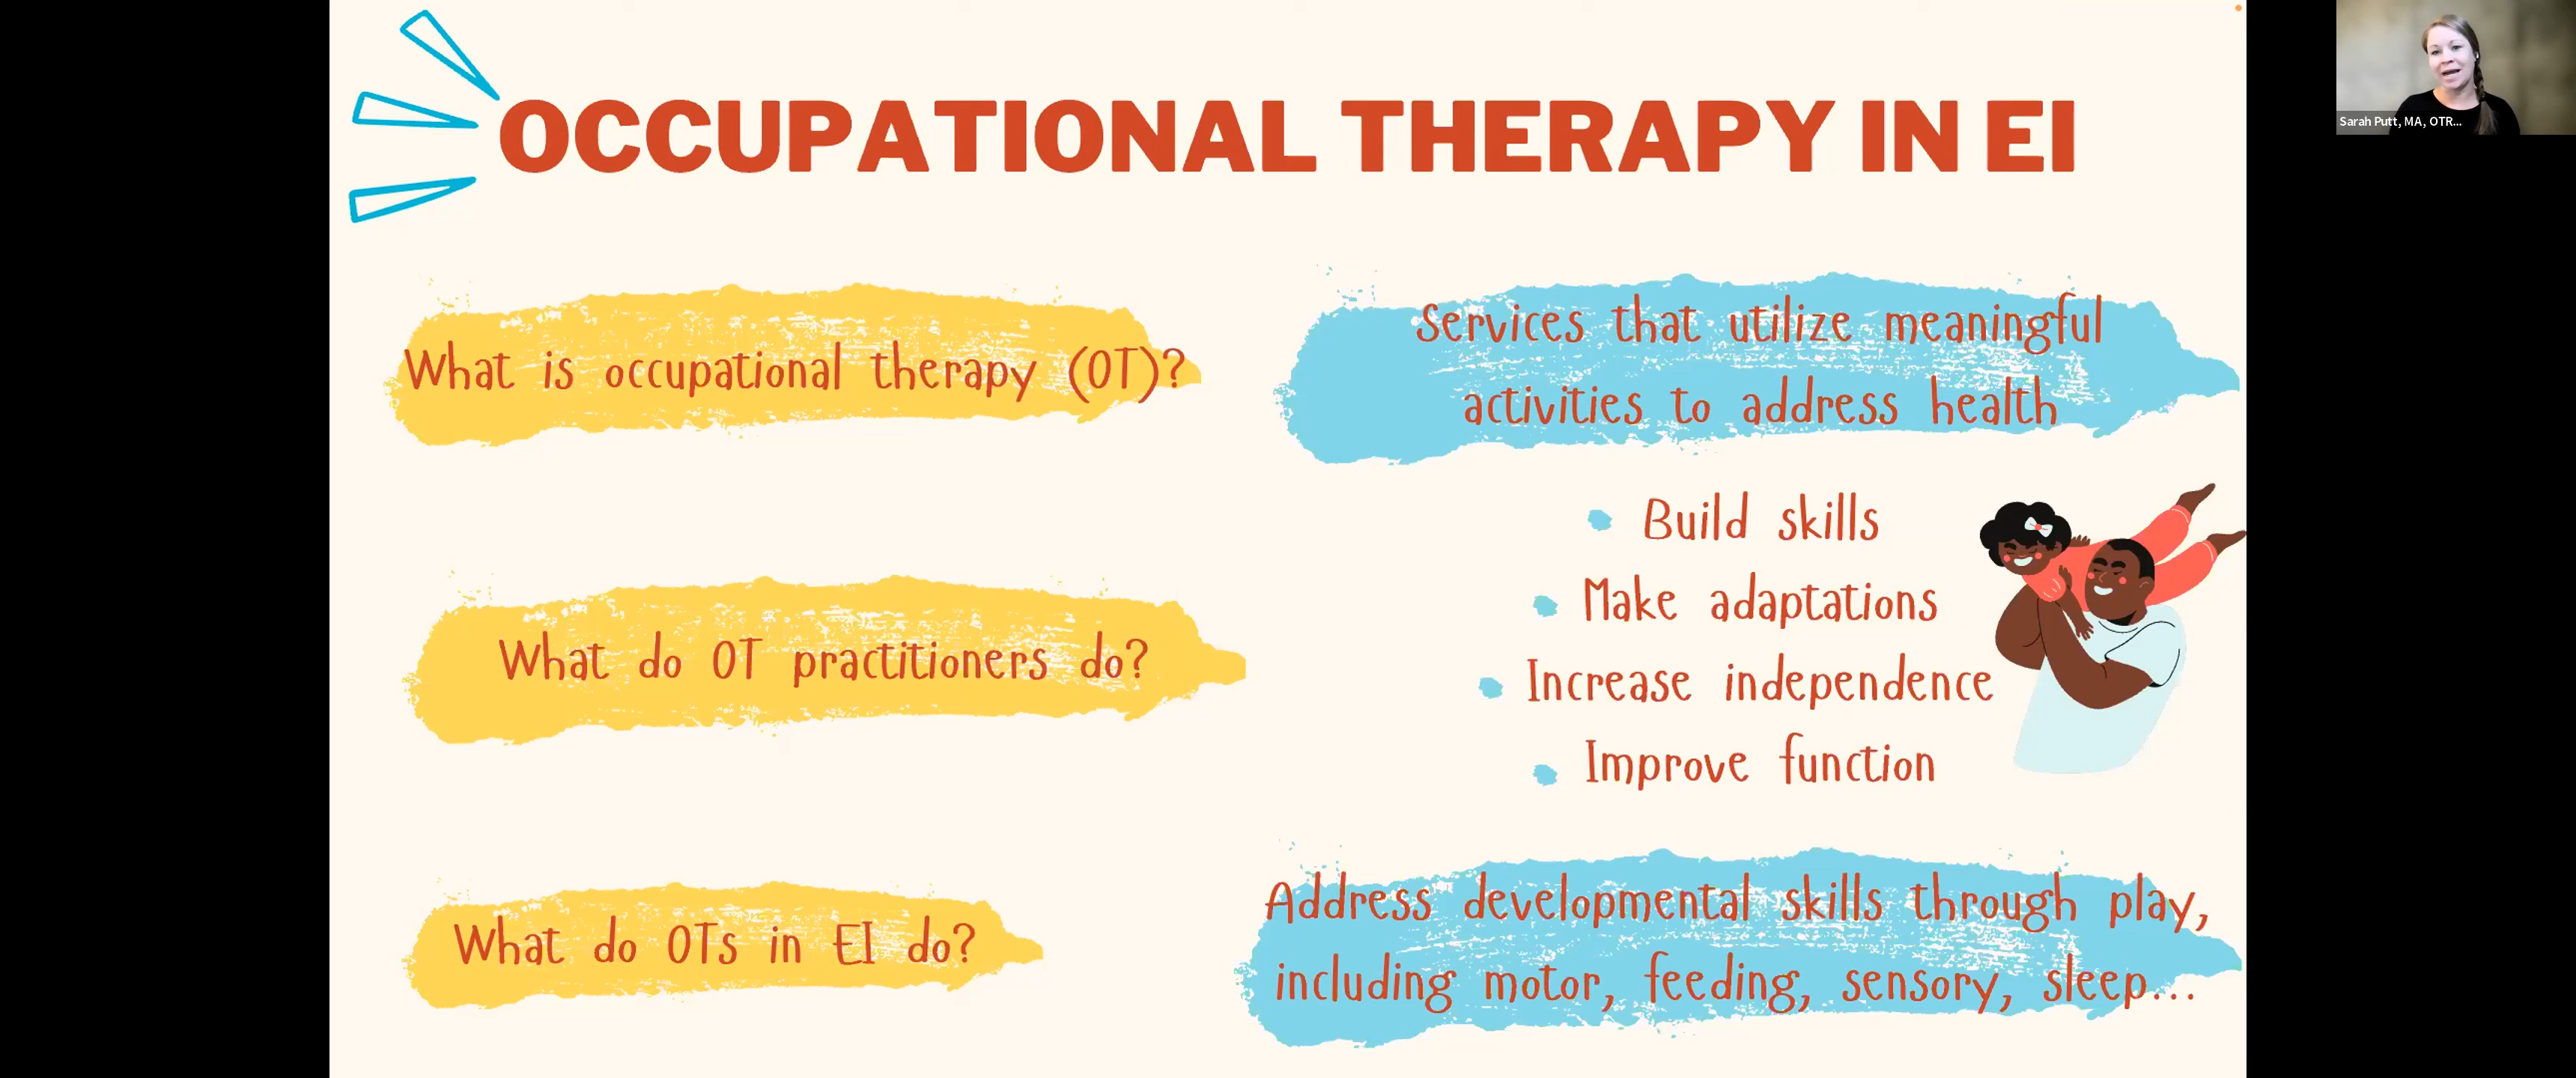 OCCUPATIONAL THERAPY IN EI
What is occupational therapy (OT)?
Services that utilize meaningful
activities to address health
What do OT practitioners do?
Build skills
Make adaptations
Increase independence
Improve function
What do OTs in EI do?
Address developmental skills through play,
including motor, feeding, sensory, sleep...
Sarah Putt, MA, OTR...